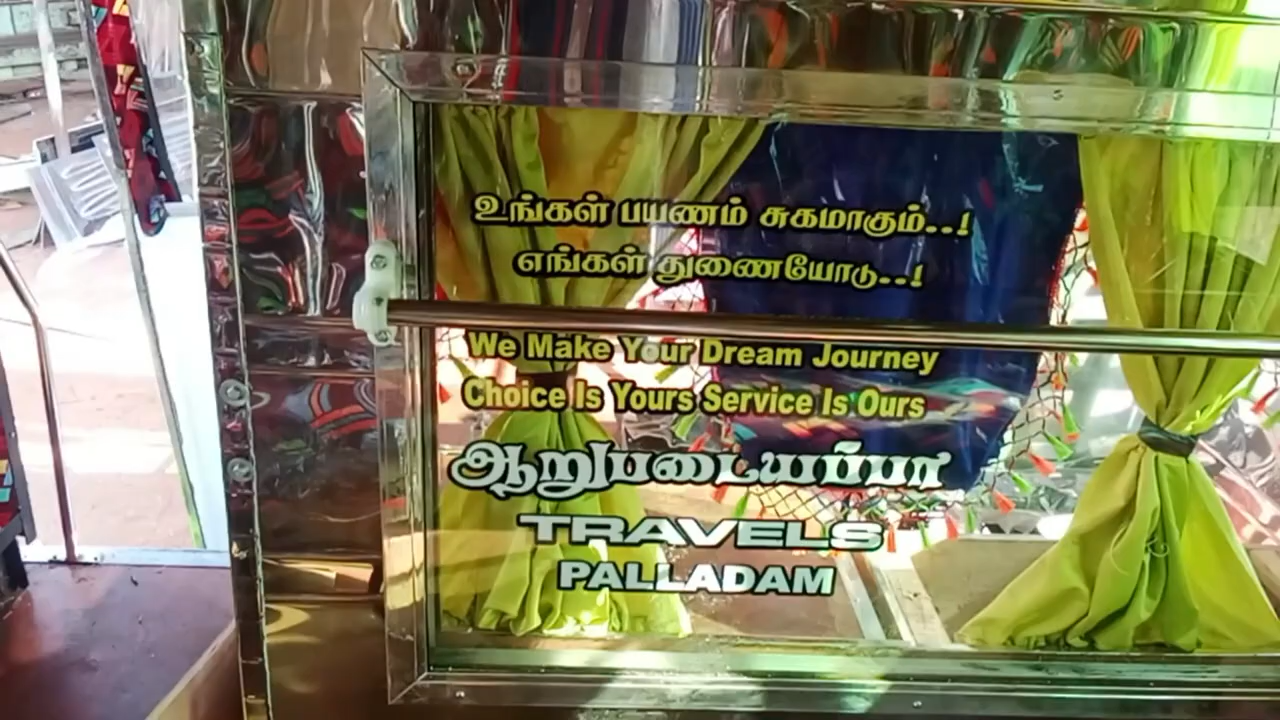 உங்கள் பயணம் சுகமாகும்..!
எங்கள் துணையோடு..!
We Make Your Dream Journey
Choice Is Yours Service Is Ours
ஆறுபடையப்பா
TRAVELS
PALLADAM